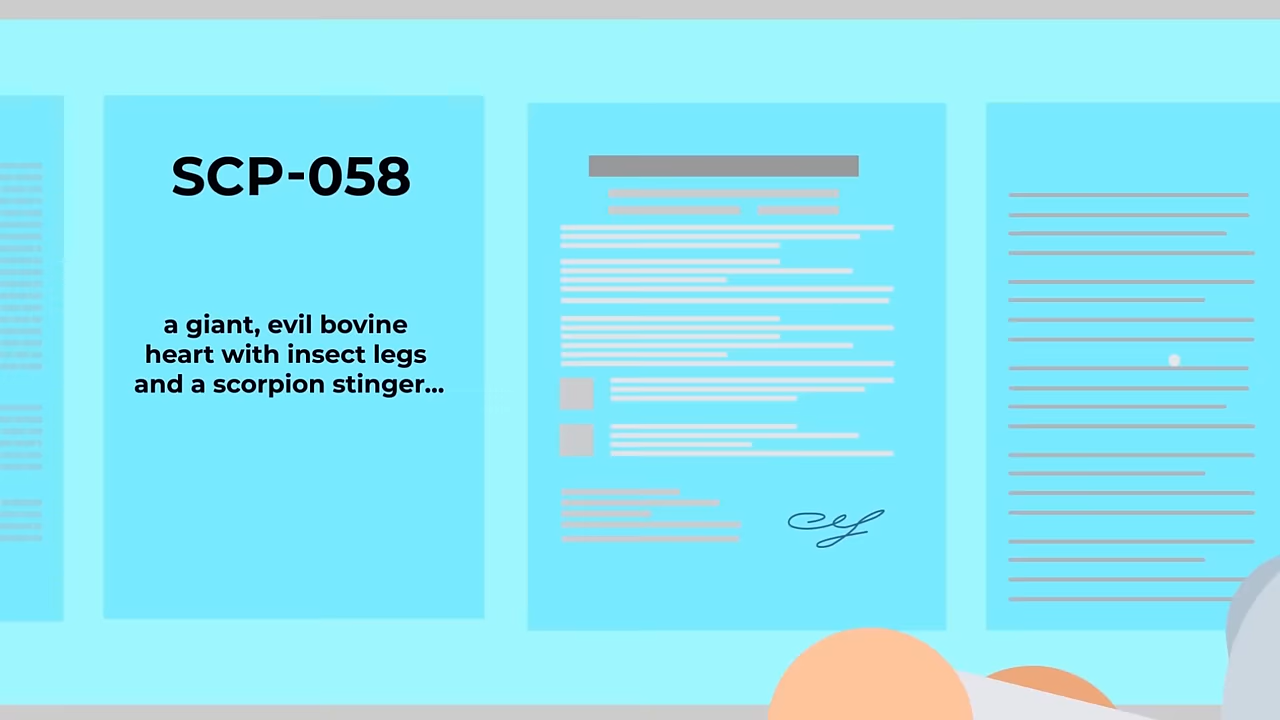 SCP-058
a giant, evil bovine
heart with insect legs
and a scorpion stinger...